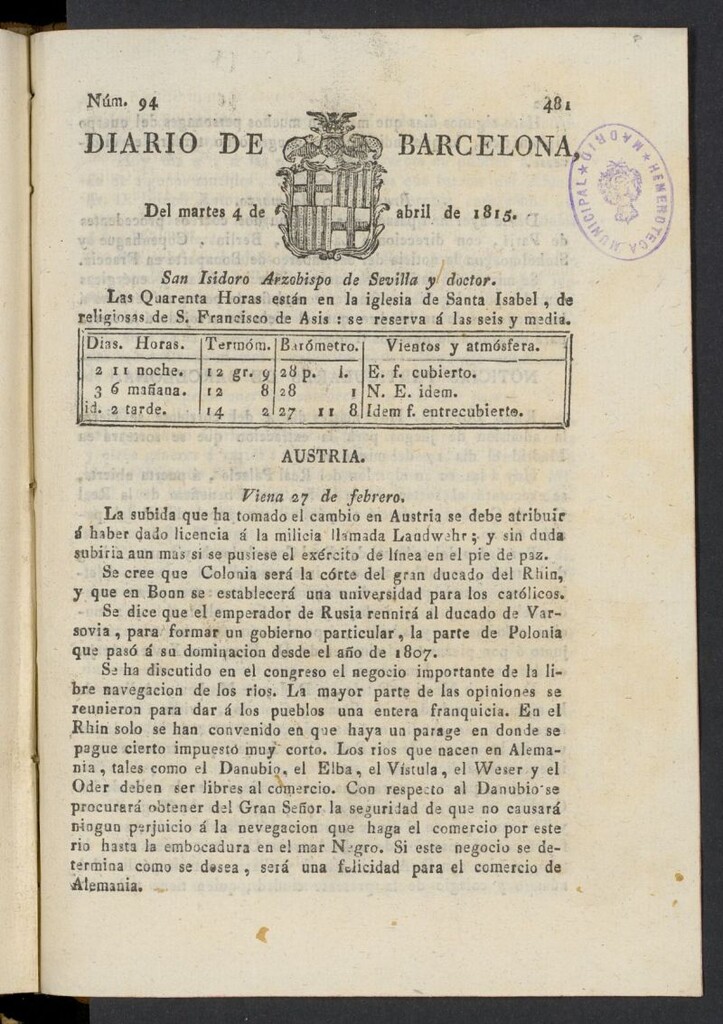 Núm. 94 481
DIARIO DE BARCELONA,
Del martes 4 de abril de 1815.
HEMEROTECA MUNICIPAL ★ MADRID ★
San Isidoro Arzobispo de Sevilla y doctor.
Las Quarenta Horas están en la iglesia de Santa Isabel, de
religiosas de S. Francisco de Asis : se reserva á las seis y media.
Dias. Horas. Termóm. Barómetro. Vientos y atmósfera.
2 11 noche. 12 gr. 9 28 p. l. E. f. cubierto.
3 6 mañana. 12 8 28 1 N. E. idem.
id. 2 tarde. 14 2 27 11 8 Idem f. entrecubierto.
AUSTRIA.
Viena 27 de febrero.
La subida que ha tomado el cambio en Austria se debe atribuir
á haber dado licencia á la milicia llamada Landwehr; y sin duda
subiria aun mas si se pusiese el exército de línea en el pie de paz.
Se cree que Colonia será la córte del gran ducado del Rhin,
y que en Bonn se establecerá una universidad para los católicos.
Se dice que el emperador de Rusia rennirá al ducado de Var-
sovia, para formar un gobierno particular, la parte de Polonia
que pasó á su dominacion desde el año de 1807.
Se ha discutido en el congreso el negocio importante de la li-
bre navegacion de los rios. La mayor parte de las opiniones se
reunieron para dar á los pueblos una entera franquicia. En el
Rhin solo se han convenido en que haya un parage en donde se
pague cierto impuesto muy corto. Los rios que nacen en Alema-
nia, tales como el Danubio, el Elba, el Vístula, el Weser y el
Oder deben ser libres al comercio. Con respecto al Danubio se
procurará obtener del Gran Señor la seguridad de que no causará
ningun perjuicio á la nevegacion que haga el comercio por este
rio hasta la embocadura en el mar Negro. Si este negocio se de-
termina como se desea, será una felicidad para el comercio de
Alemania.